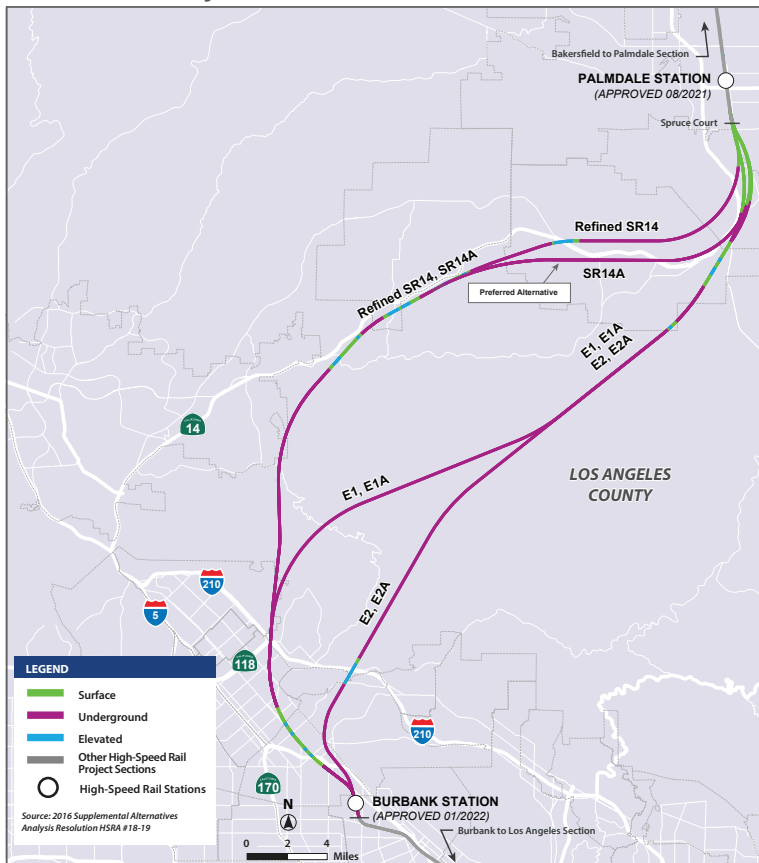 Bakersfield to Palmdale Section
PALMDALE STATION
(APPROVED 08/2021)
Spruce Court
Refined SR14
Refined SR14, SR14A
SR14A
Preferred Alternative
E1, E1A
E2, E2A
CALIFORNIA
14
LOS ANGELES
COUNTY
E1, E1A
210
5
E2, E2A
118
LEGEND
Surface
Underground
Elevated
Other High-Speed Rail
Project Sections
High-Speed Rail Stations
210
170
Source: 2016 Supplemental Alternatives
Analysis Resolution HSRA #18-19
N
BURBANK STATION
(APPROVED 01/2022)
Burbank to Los Angeles Section
0 2 4
Miles